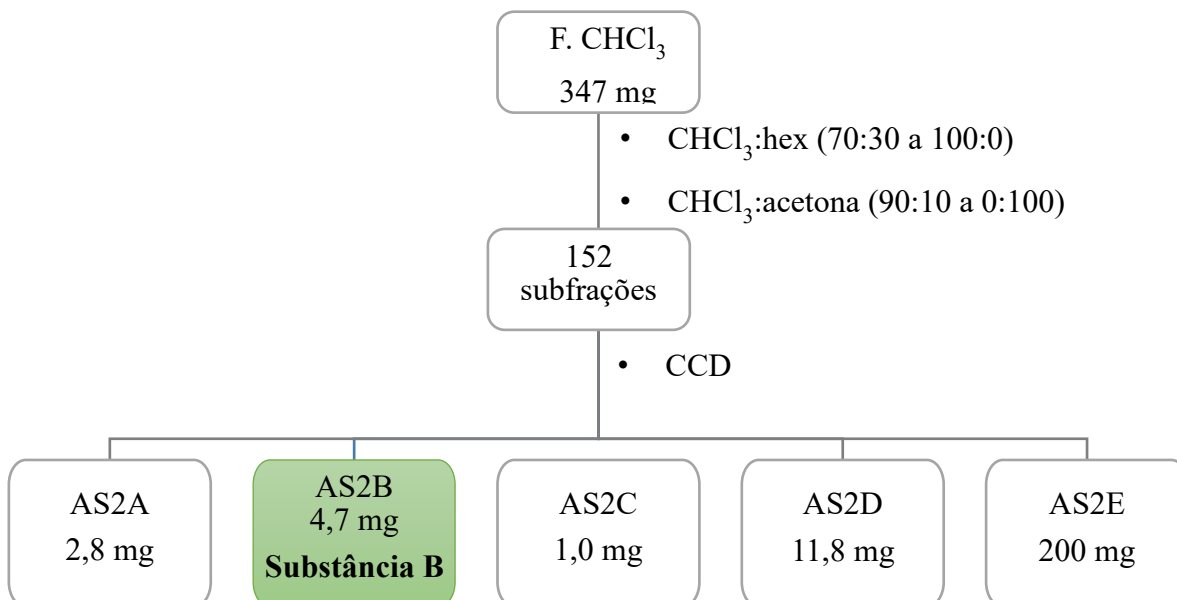 F. CHCl₃
347 mg
• CHCl₃:hex (70:30 a 100:0)
• CHCl₃:acetona (90:10 a 0:100)
152
subfrações
• CCD
AS2A
2,8 mg
AS2B
4,7 mg
Substância B
AS2C
1,0 mg
AS2D
11,8 mg
AS2E
200 mg